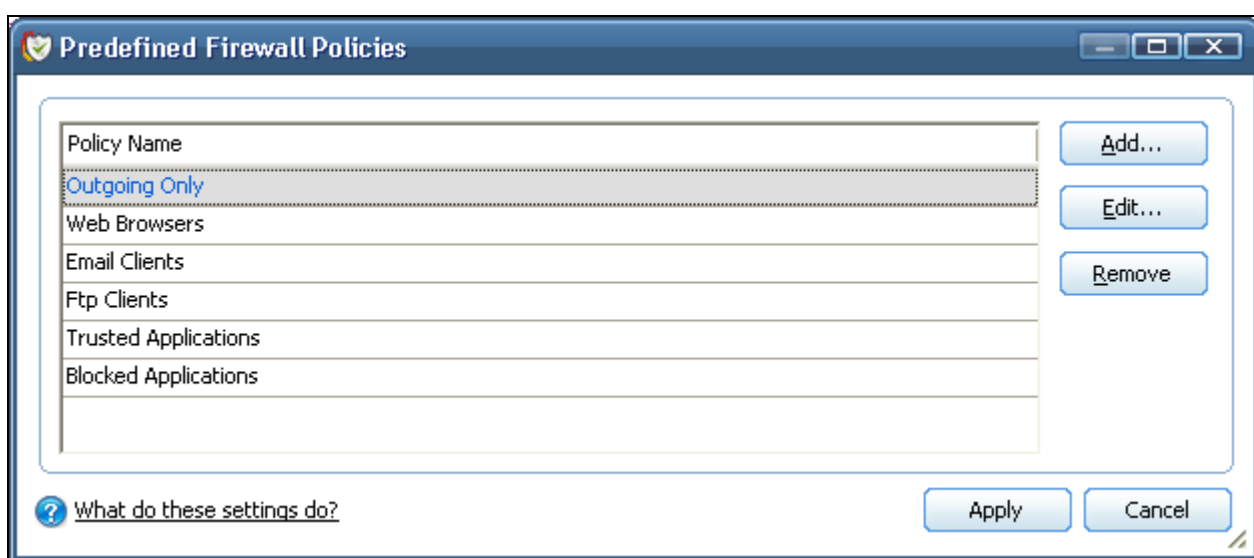 Predefined Firewall Policies
Policy Name
Add...
Outgoing Only
Edit...
Web Browsers
Email Clients
Remove
Ftp Clients
Trusted Applications
Blocked Applications
What do these settings do?
Apply
Cancel